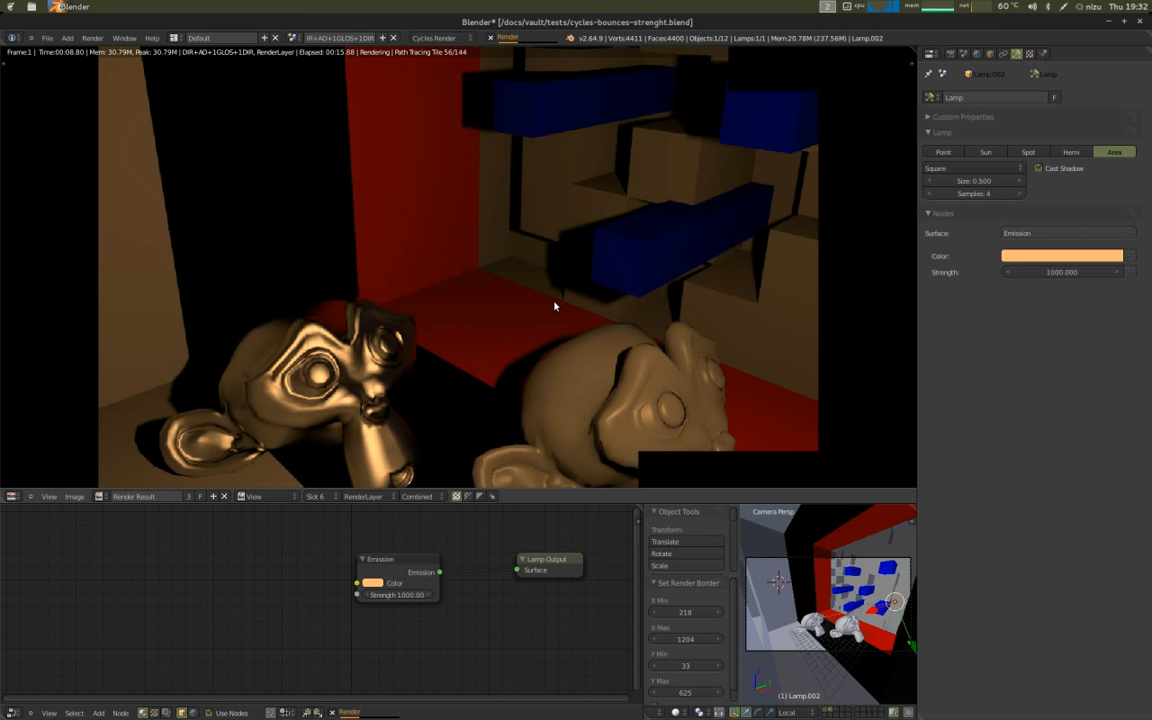 Blender
2
mem
net
60 °C
nizu
Thu 19:32
Blender* [/docs/vault/tests/cycles-bounces-strenght.blend]
File
Add
Render
Window
Help
Default
IR+AO+1GLOS+1DIR
Cycles Render
Render
v2.64.9 | Verts:4411 | Faces:4400 | Objects:1/12 | Lamps:1/1 | Mem:20.78M (237.56M) | Lamp.002
Frame:1 | Time:00:08.80 | Mem: 30.79M, Peak: 30.79M | DIR+AO+1GLOS+1DIR, RenderLayer | Elapsed: 00:15.88 | Rendering | Path Tracing Tile 56/144
Lamp.002
Lamp
Lamp
F
Custom Properties
Lamp
Point
Sun
Spot
Hemi
Area
Square
Cast Shadow
Size: 0.500
Samples: 4
Nodes
Surface:
Emission
Color:
Strength:
1000.000
View
Image
Render Result
3
F
View
Slot 6
RenderLayer
Combined
Emission
Emission
Color
Strength 1000.00
Lamp Output
Surface
Object Tools
Transform:
Translate
Rotate
Scale
Set Render Border
X Min
218
X Max
1204
Y Min
33
Y Max
625
Camera Persp
(1) Lamp.002
View
Select
Add
Node
Use Nodes
Render
Local